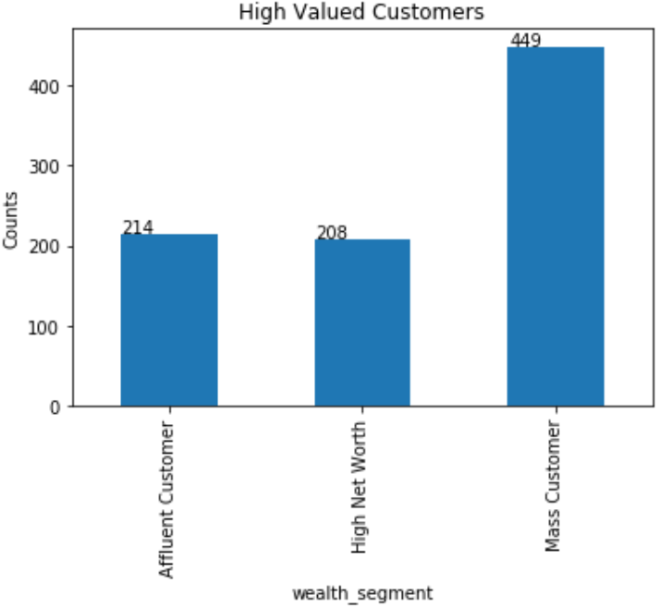 High Valued Customers
449
400
300
Counts
214
208
200
100
0
Affluent Customer
High Net Worth
Mass Customer
wealth_segment